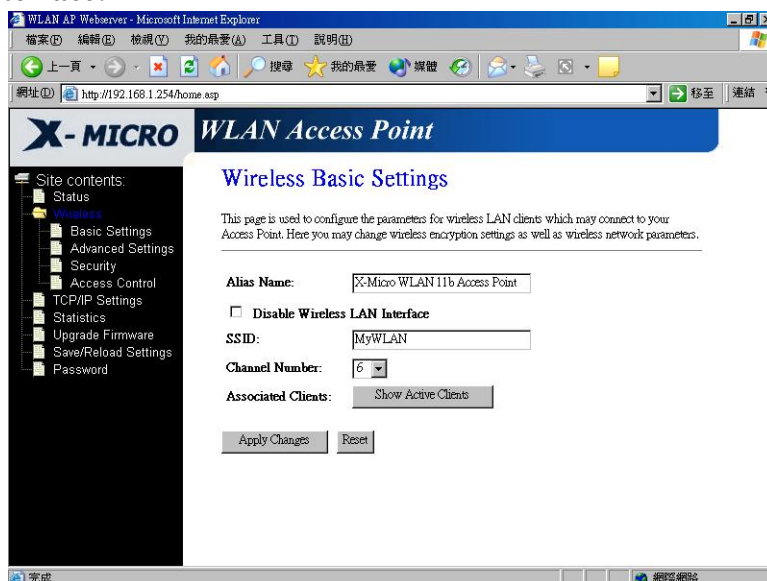 WLAN AP Webserver - Microsoft Internet Explorer
檔案(F) 編輯(E) 檢視(V) 我的最愛(A) 工具(T) 說明(H)
上一頁 搜尋 我的最愛 媒體
網址(D) http://192.168.1.254/home.asp 移至 連結
X-MICRO WLAN Access Point
Site contents:
Status
Wireless
Basic Settings
Advanced Settings
Security
Access Control
TCP/IP Settings
Statistics
Upgrade Firmware
Save/Reload Settings
Password
Wireless Basic Settings
This page is used to configure the parameters for wireless LAN clients which may connect to your
Access Point. Here you may change wireless encryption settings as well as wireless network parameters.
Alias Name: X-Micro WLAN 11b Access Point
Disable Wireless LAN Interface
SSID: MyWLAN
Channel Number: 6
Associated Clients: Show Active Clients
Apply Changes Reset
完成 網際網路